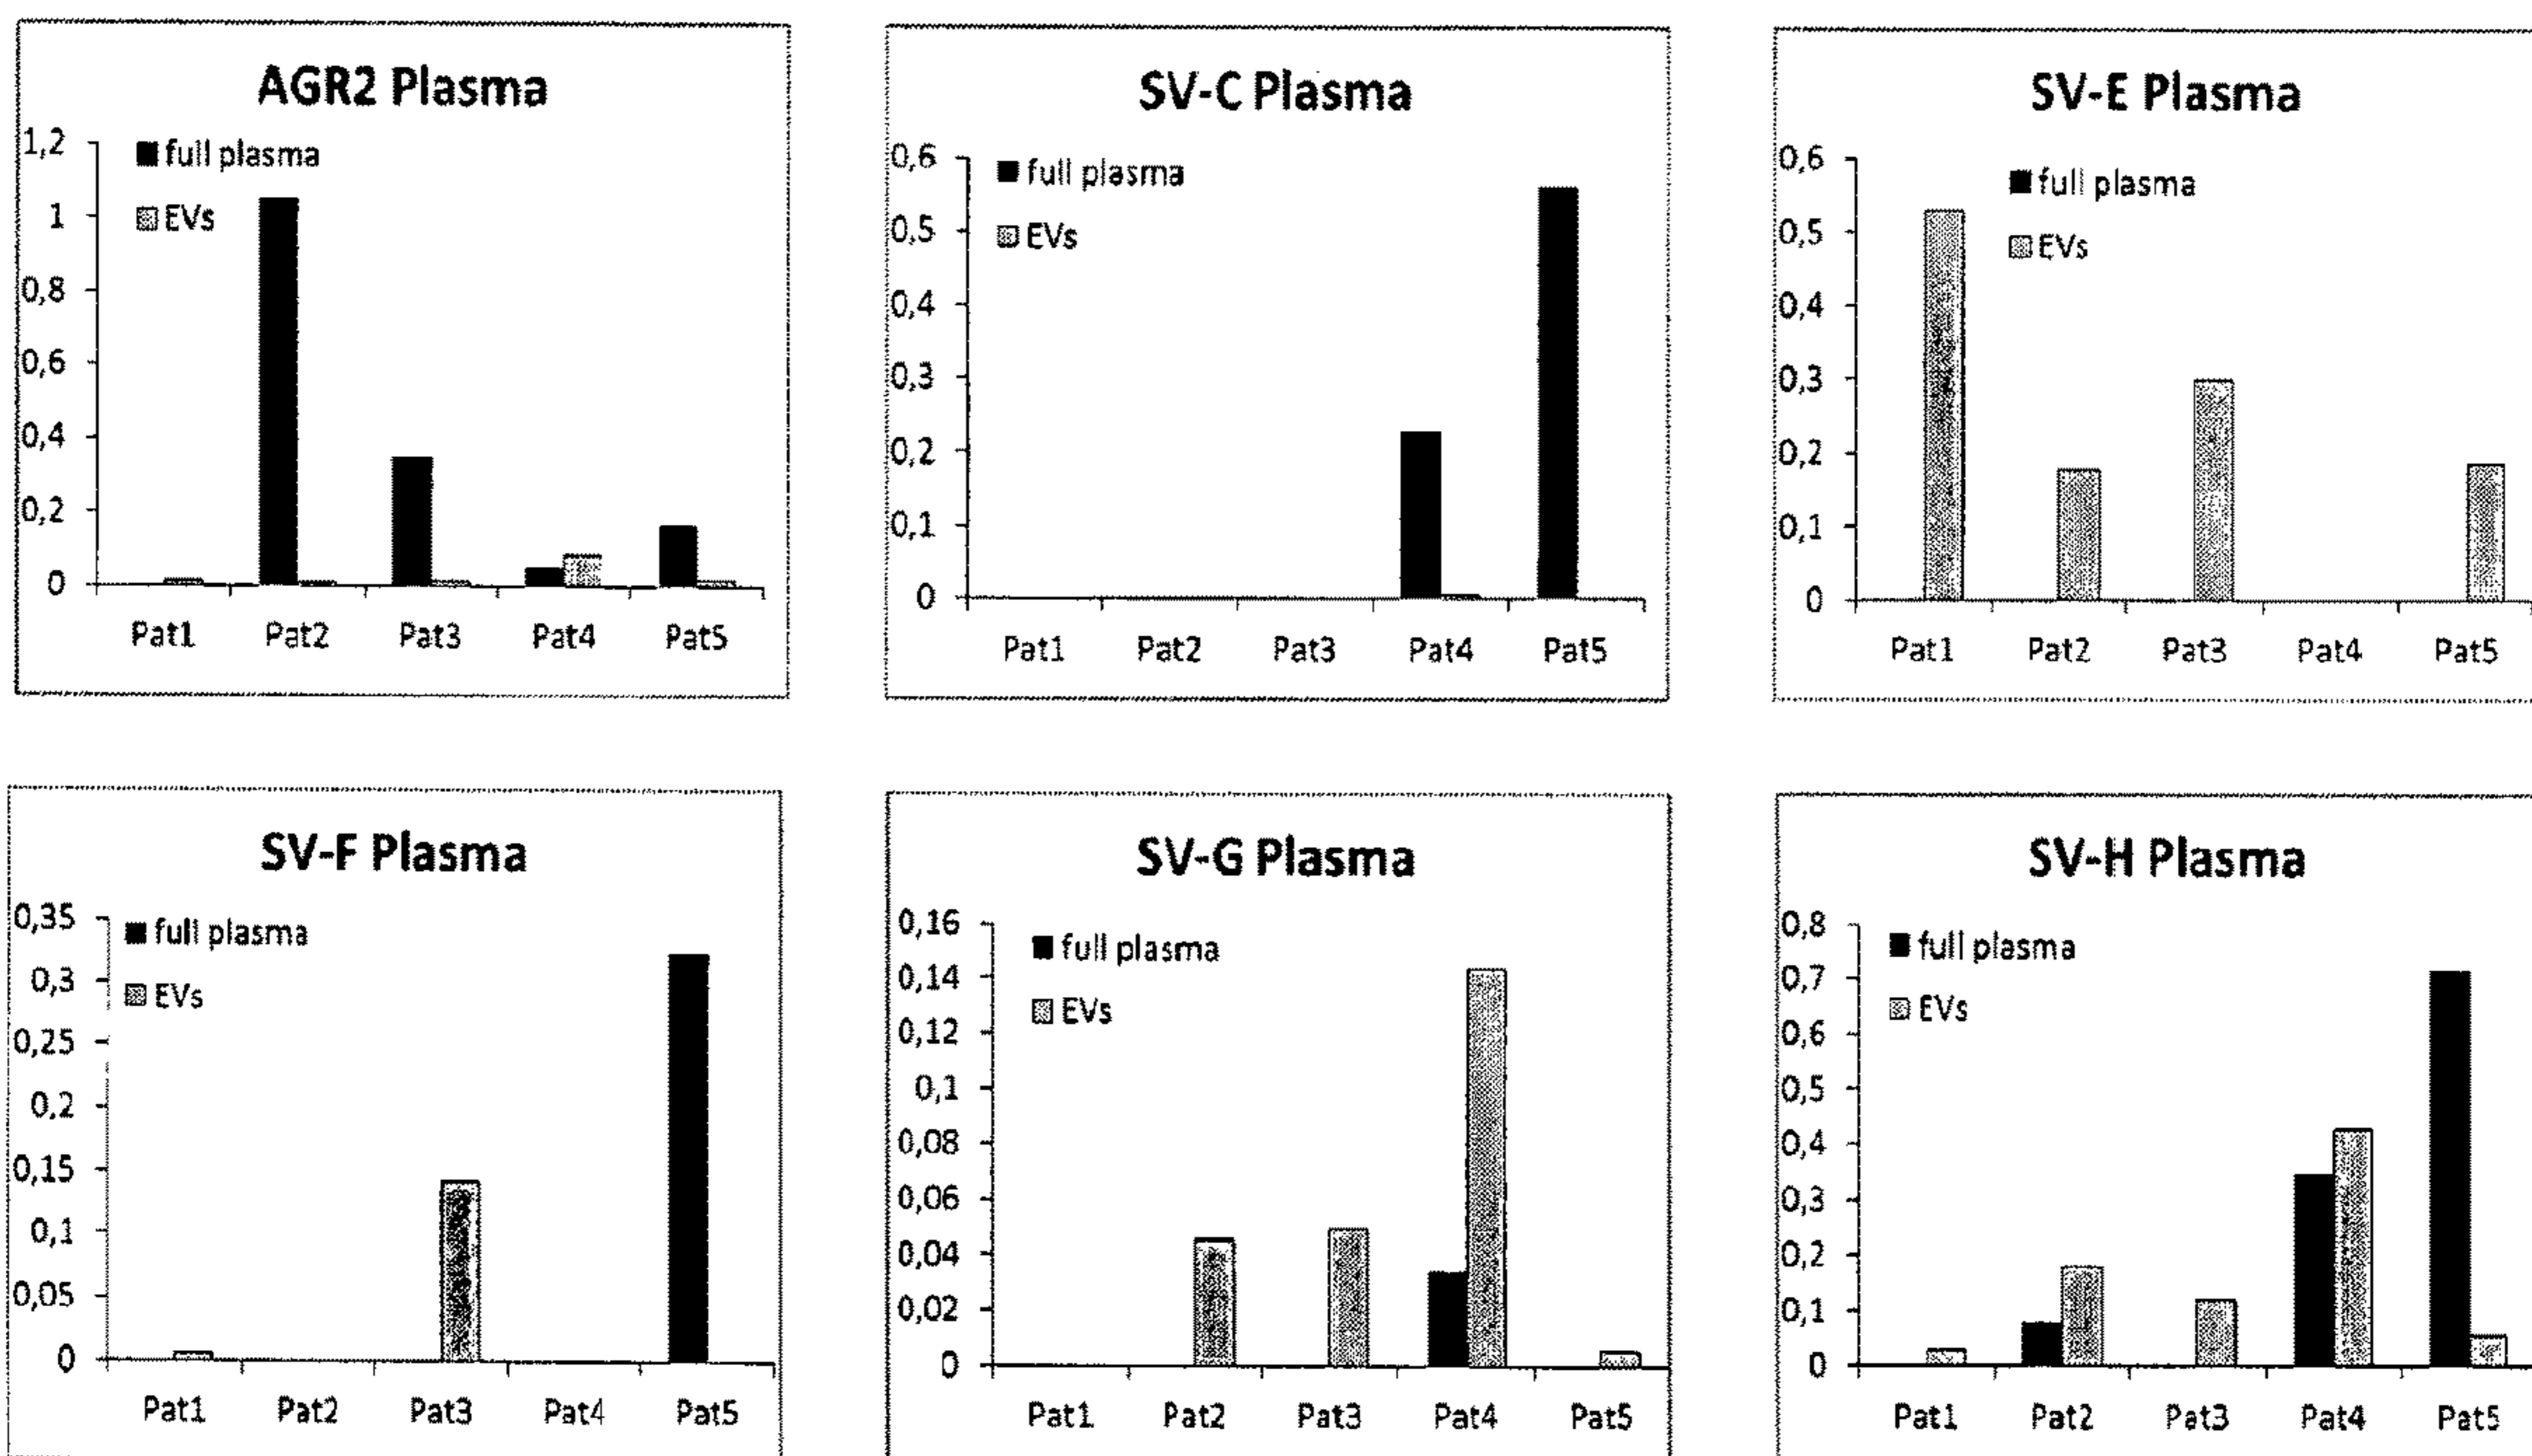 AGR2 Plasma
1,2
1
0,8
0,6
0,4
0,2
0
full plasma
EVs
Pat1 Pat2 Pat3 Pat4 Pat5
SV-C Plasma
0,6
0,5
0,4
0,3
0,2
0,1
0
full plasma
EVs
Pat1 Pat2 Pat3 Pat4 Pat5
SV-E Plasma
0,6
0,5
0,4
0,3
0,2
0,1
0
full plasma
EVs
Pat1 Pat2 Pat3 Pat4 Pat5
SV-F Plasma
0,35
0,3
0,25
0,2
0,15
0,1
0,05
0
full plasma
EVs
Pat1 Pat2 Pat3 Pat4 Pat5
SV-G Plasma
0,16
0,14
0,12
0,1
0,08
0,06
0,04
0,02
0
full plasma
EVs
Pat1 Pat2 Pat3 Pat4 Pat5
SV-H Plasma
0,8
0,7
0,6
0,5
0,4
0,3
0,2
0,1
0
full plasma
EVs
Pat1 Pat2 Pat3 Pat4 Pat5